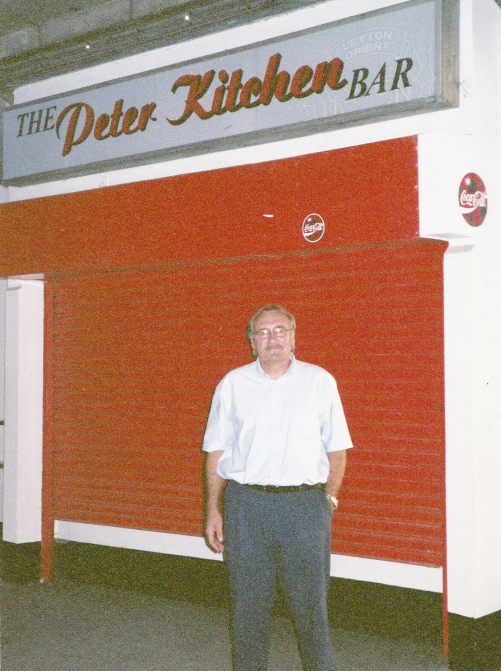 LEYTON
ORIENT
THE Peter Kitchen BAR
Coca-Cola
Coca-Cola